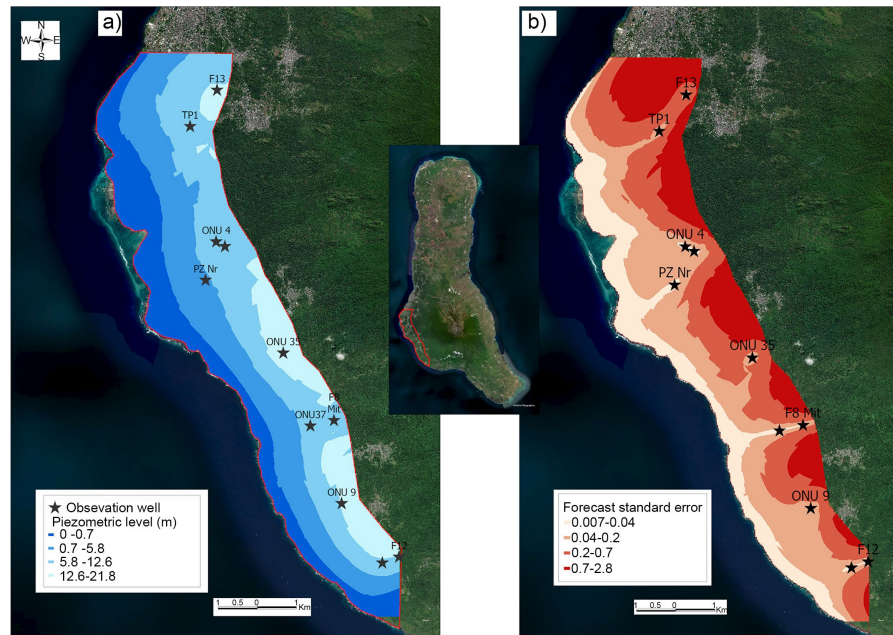 a)
N
W E
S
F13
TP1
ONU 4
PZ Nr
ONU 35
F8
Mit
ONU37
ONU 9
F12
★ Obsevation well
Piezometric level (m)
0 -0.7
0.7 -5.8
5.8 -12.6
12.6-21.8
1 0.5 0 1
Km
b)
F13
TP1
ONU 4
PZ Nr
ONU 35
F8 Mit
ONU 9
F12
Forecast standard error
0.007-0.04
0.04-0.2
0.2-0.7
0.7-2.8
1 0.5 0 1
Km